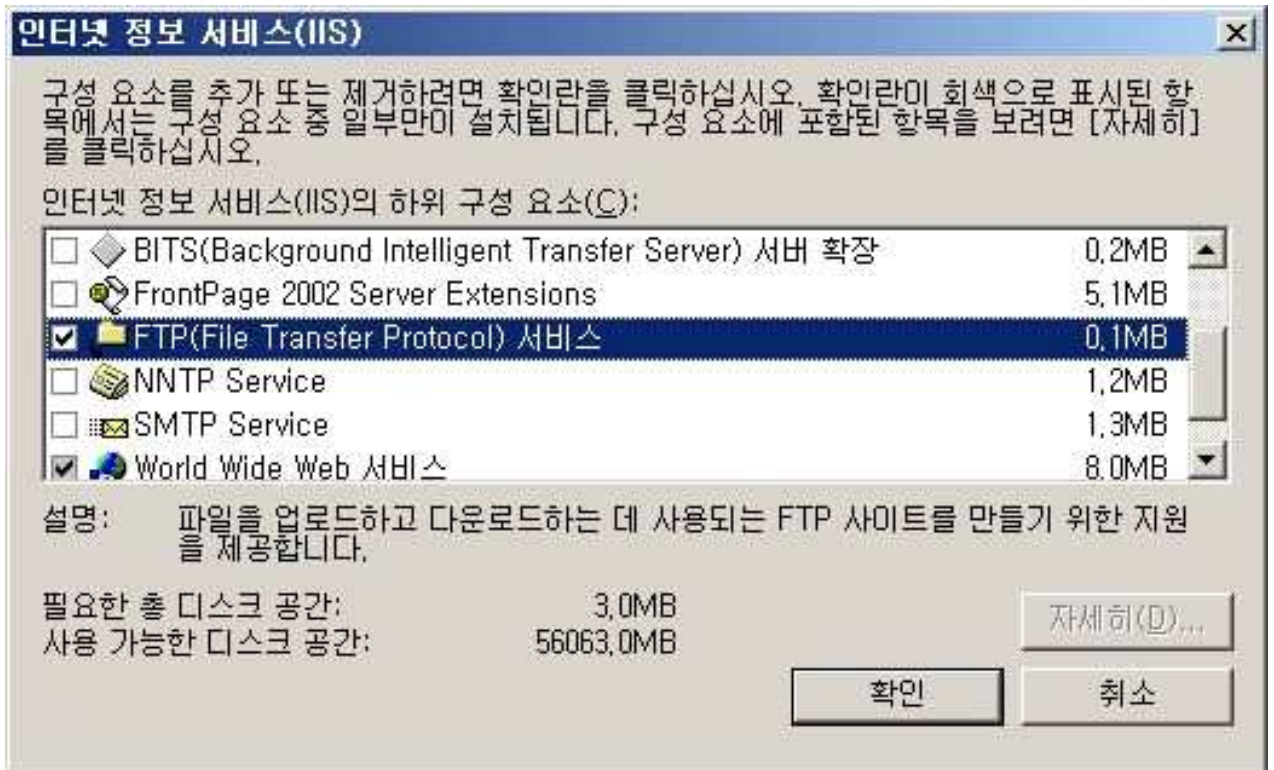 인터넷 정보 서비스(IIS)
구성 요소를 추가 또는 제거하려면 확인란을 클릭하십시오. 확인란이 회색으로 표시된 항
목에서는 구성 요소 중 일부만이 설치됩니다. 구성 요소에 포함된 항목을 보려면 [자세히]
를 클릭하십시오.
인터넷 정보 서비스(IIS)의 하위 구성 요소(C):
BITS(Background Intelligent Transfer Server) 서버 확장 0.2MB
FrontPage 2002 Server Extensions 5.1MB
FTP(File Transfer Protocol) 서비스 0.1MB
NNTP Service 1.2MB
SMTP Service 1.3MB
World Wide Web 서비스 8.0MB
설명: 파일을 업로드하고 다운로드하는 데 사용되는 FTP 사이트를 만들기 위한 지원
을 제공합니다.
필요한 총 디스크 공간: 3.0MB
사용 가능한 디스크 공간: 56063.0MB
자세히(D)...
확인 취소